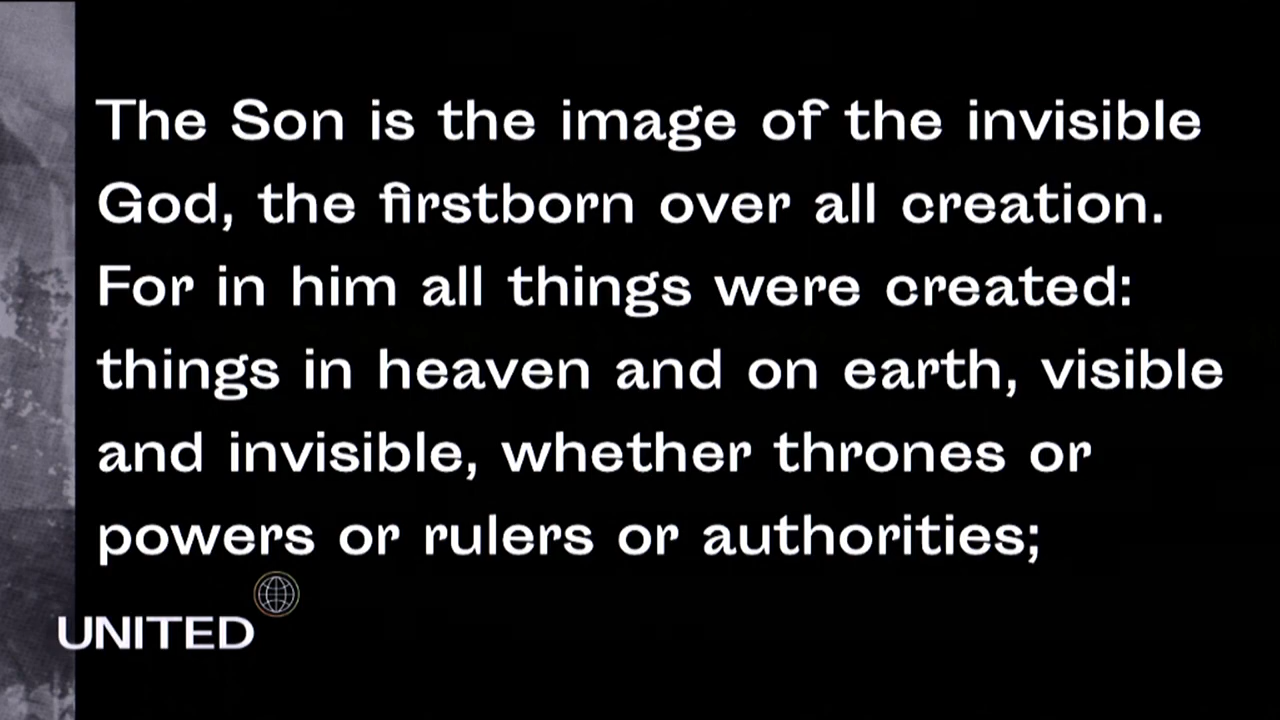 The Son is the image of the invisible
God, the firstborn over all creation.
For in him all things were created:
things in heaven and on earth, visible
and invisible, whether thrones or
powers or rulers or authorities;
UNITED